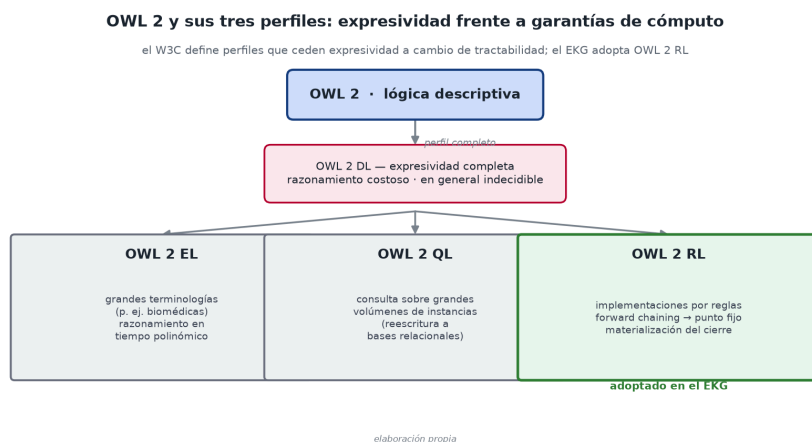 OWL 2 y sus tres perfiles: expresividad frente a garantías de cómputo
el W3C define perfiles que ceden expresividad a cambio de tractabilidad; el EKG adopta OWL 2 RL
OWL 2 · lógica descriptiva
perfil completo
OWL 2 DL — expresividad completa
razonamiento costoso · en general indecidible
OWL 2 EL
grandes terminologías
(p. ej. biomédicas)
razonamiento en
tiempo polinómico
OWL 2 QL
consulta sobre grandes
volúmenes de instancias
(reescritura a
bases relacionales)
OWL 2 RL
implementaciones por reglas
forward chaining → punto fijo
materialización del cierre
adoptado en el EKG
elaboración propia